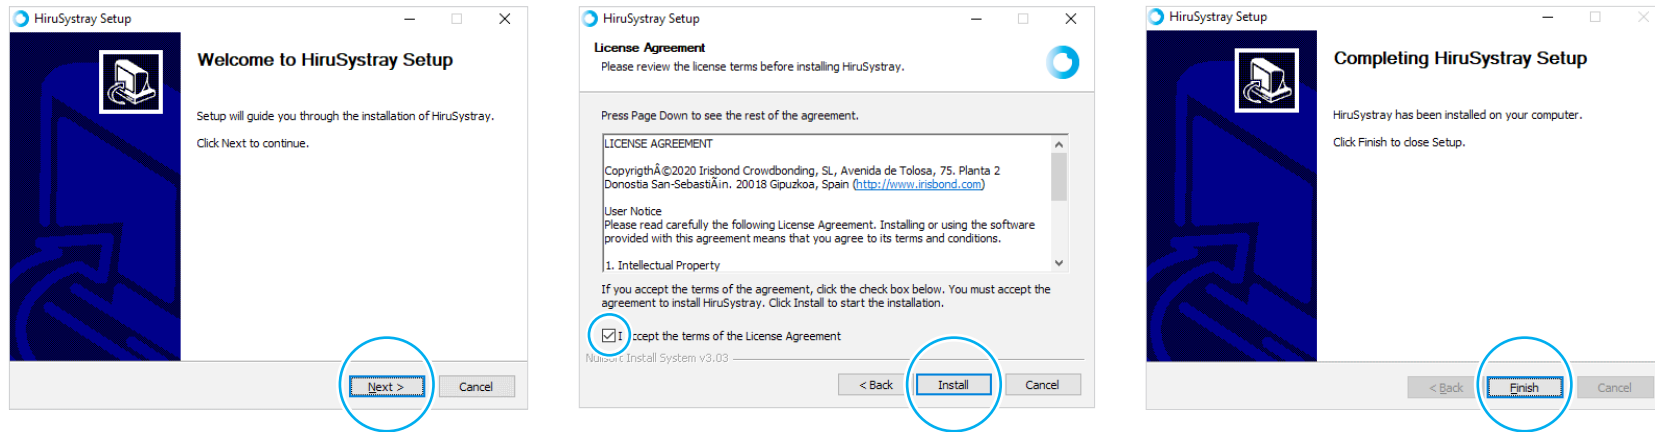 HiruSystray Setup
Welcome to HiruSystray Setup
Setup will guide you through the installation of HiruSystray.
Click Next to continue.
Next >
Cancel
HiruSystray Setup
License Agreement
Please review the license terms before installing HiruSystray.
Press Page Down to see the rest of the agreement.
LICENSE AGREEMENT
CopyrigthÂ©2020 Irisbond Crowdbonding, SL, Avenida de Tolosa, 75. Planta 2
Donostia San-SebastiÃin. 20018 Gipuzkoa, Spain (http://www.irisbond.com)
User Notice
Please read carefully the following License Agreement. Installing or using the software
provided with this agreement means that you agree to its terms and conditions.
1. Intellectual Property
If you accept the terms of the agreement, click the check box below. You must accept the
agreement to install HiruSystray. Click Install to start the installation.
I accept the terms of the License Agreement
Nullsoft Install System v3.03
< Back
Install
Cancel
HiruSystray Setup
Completing HiruSystray Setup
HiruSystray has been installed on your computer.
Click Finish to close Setup.
< Back
Finish
Cancel